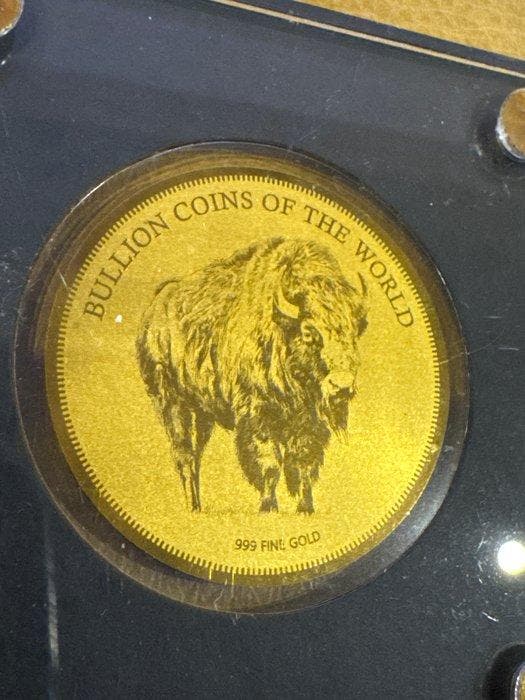 BULLION COINS OF THE WORLD
.999 FINE GOLD